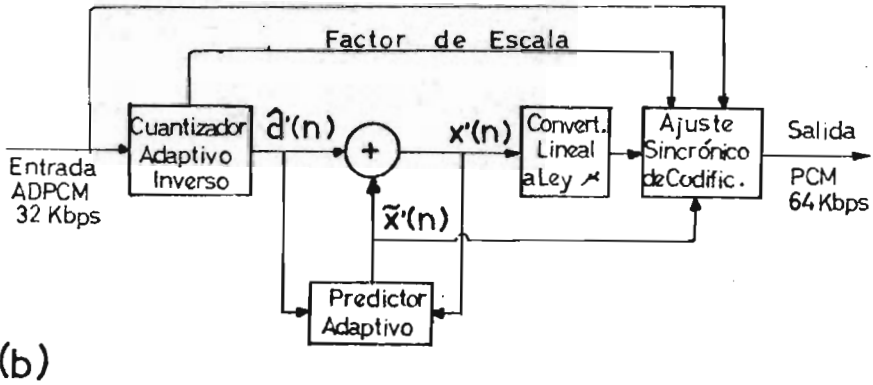 Factor de Escala
Cuantizador
Adaptivo
Inverso
d̂'(n)
+
x'(n)
Convert.
Lineal
a Ley μ
Ajuste
Sincrónico
de Codific.
Salida
PCM
64 Kbps
Entrada
ADPCM
32 Kbps
x̃'(n)
Predictor
Adaptivo
(b)